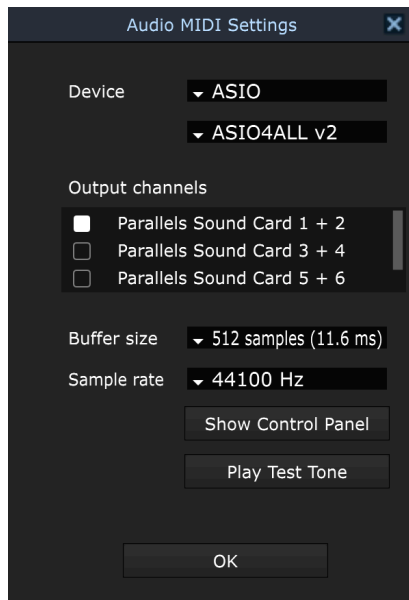 Audio MIDI Settings
Device
ASIO
ASIO4ALL v2
Output channels
Parallels Sound Card 1 + 2
Parallels Sound Card 3 + 4
Parallels Sound Card 5 + 6
Buffer size 512 samples (11.6 ms)
Sample rate 44100 Hz
Show Control Panel
Play Test Tone
OK